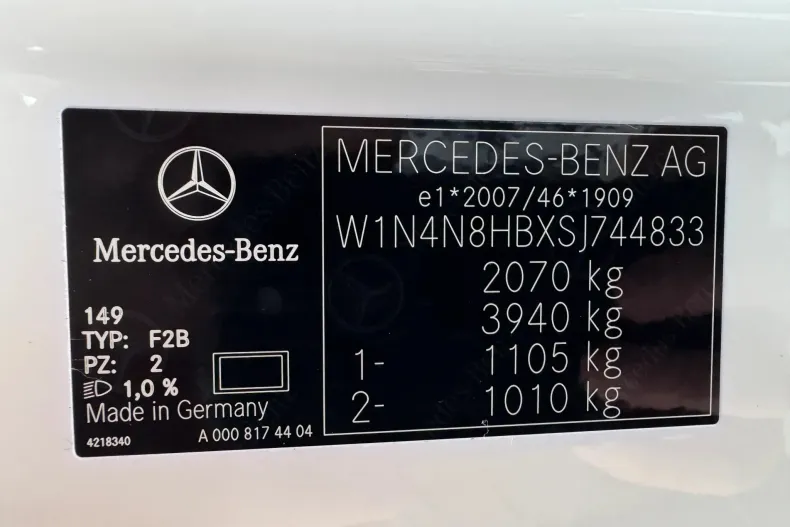 Mercedes-Benz
149
TYP: F2B
PZ: 2
1,0 %
Made in Germany
4218340
A 000 817 44 04
MERCEDES-BENZ AG
e1*2007/46*1909
W1N4N8HBXSJ744833
2070 kg
3940 kg
1- 1105 kg
2- 1010 kg